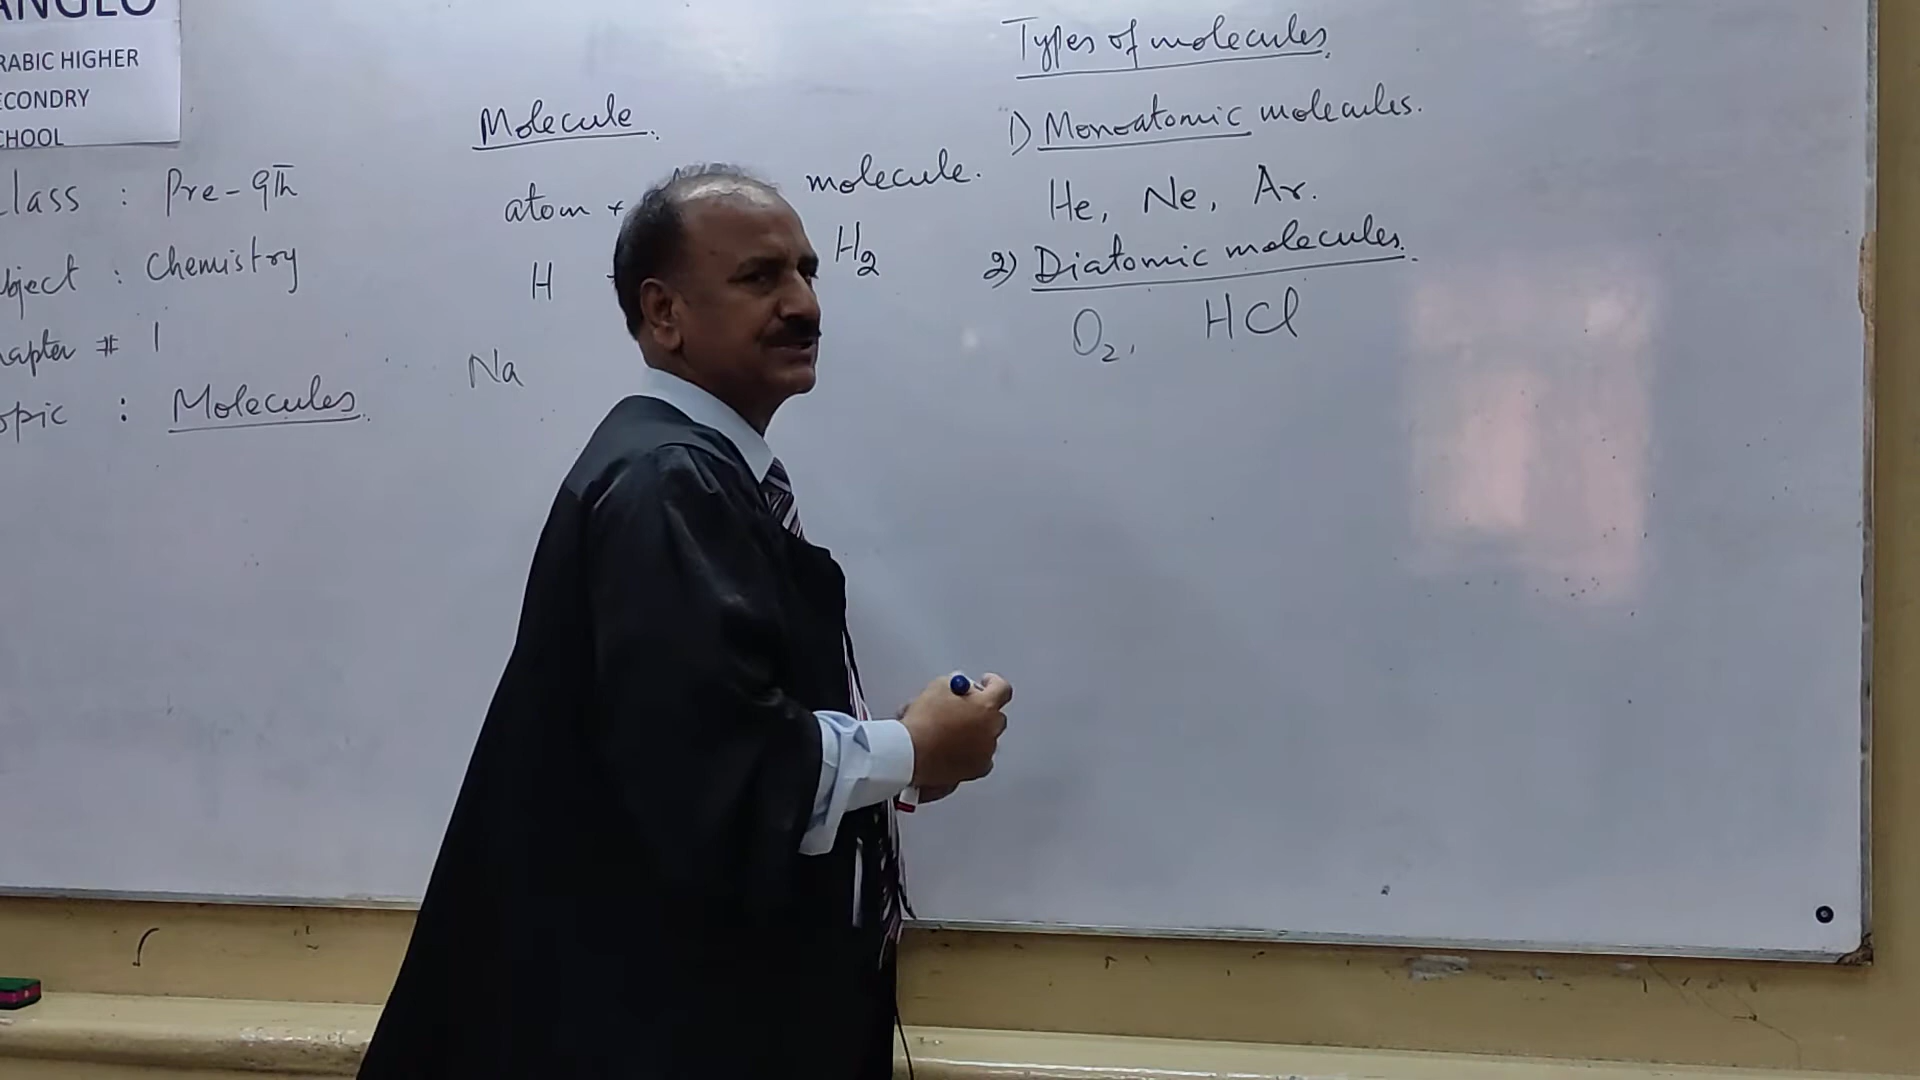 ANGLO
RABIC HIGHER
ECONDRY
CHOOL
lass : Pre-9Th
bject : Chemistry
hapter # 1
opic : Molecules.
Molecule.
atom + molecule.
H H2
Na
Types of molecules.
1) Monoatomic molecules.
He, Ne, Ar.
2) Diatomic molecules.
O2, HCl